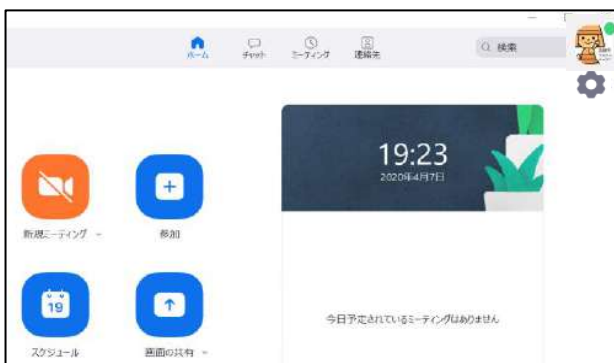 ホーム
チャット
ミーティング
連絡先
検索
19:23
2020年4月7日
新規ミーティング
参加
19
スケジュール
画面の共有
今日予定されているミーティングはありません